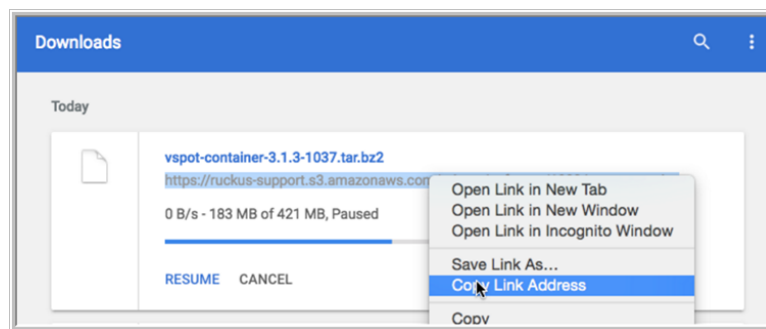 Downloads
Today
vspot-container-3.1.3-1037.tar.bz2
https://ruckus-support.s3.amazonaws.com
0 B/s - 183 MB of 421 MB, Paused
RESUME CANCEL
Open Link in New Tab
Open Link in New Window
Open Link in Incognito Window
Save Link As...
Copy Link Address
Copy